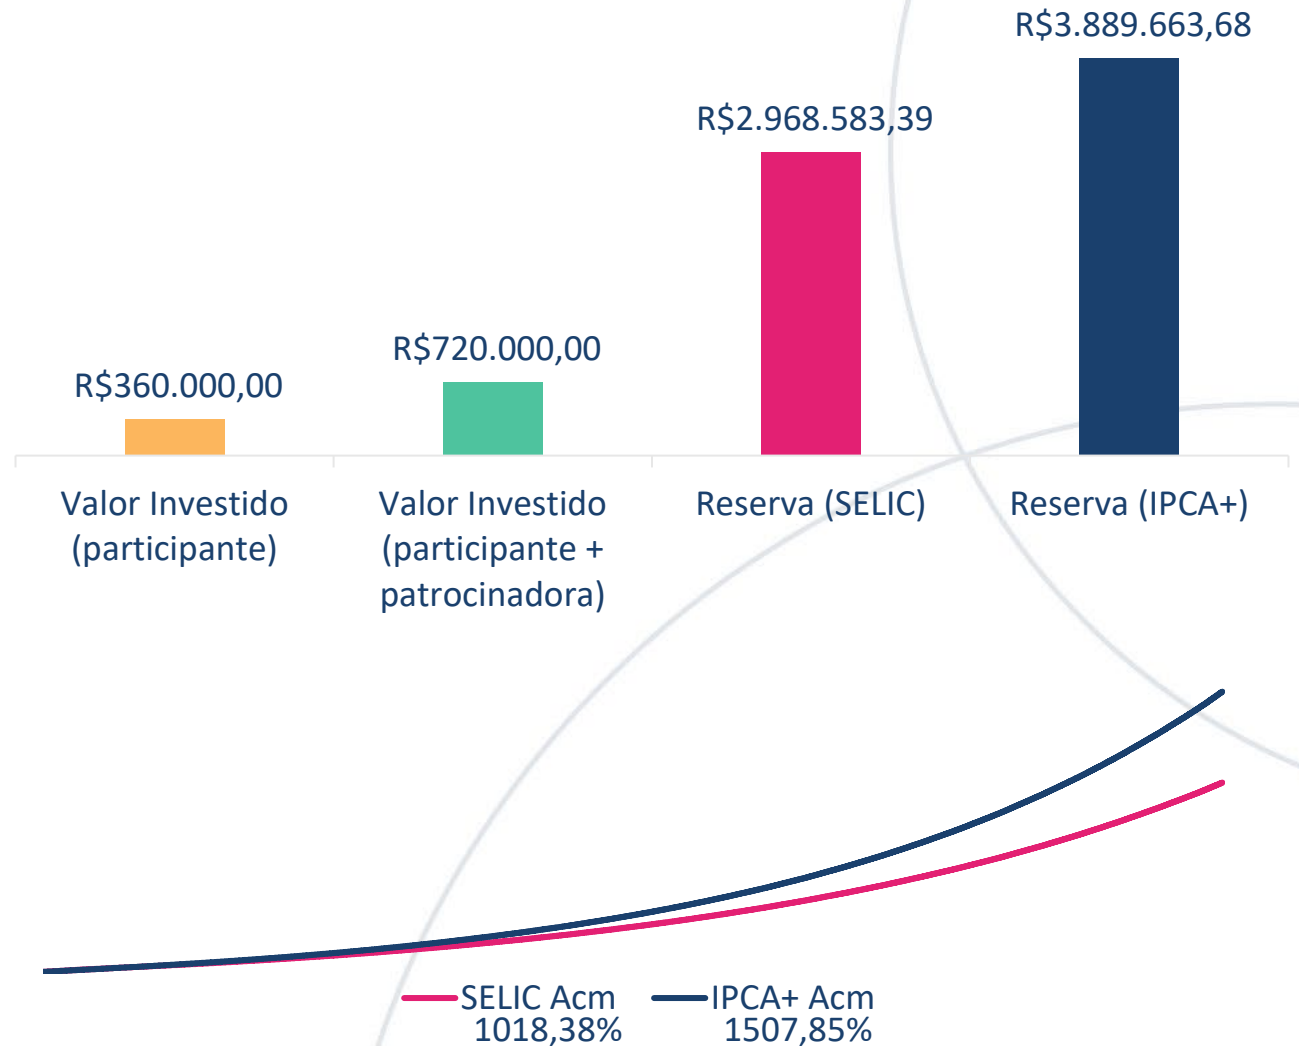 R$3.889.663,68
R$2.968.583,39
R$720.000,00
R$360.000,00
Valor Investido
(participante)
Valor Investido
(participante +
patrocinadora)
Reserva (SELIC)
Reserva (IPCA+)
SELIC Acm
1018,38%
IPCA+ Acm
1507,85%